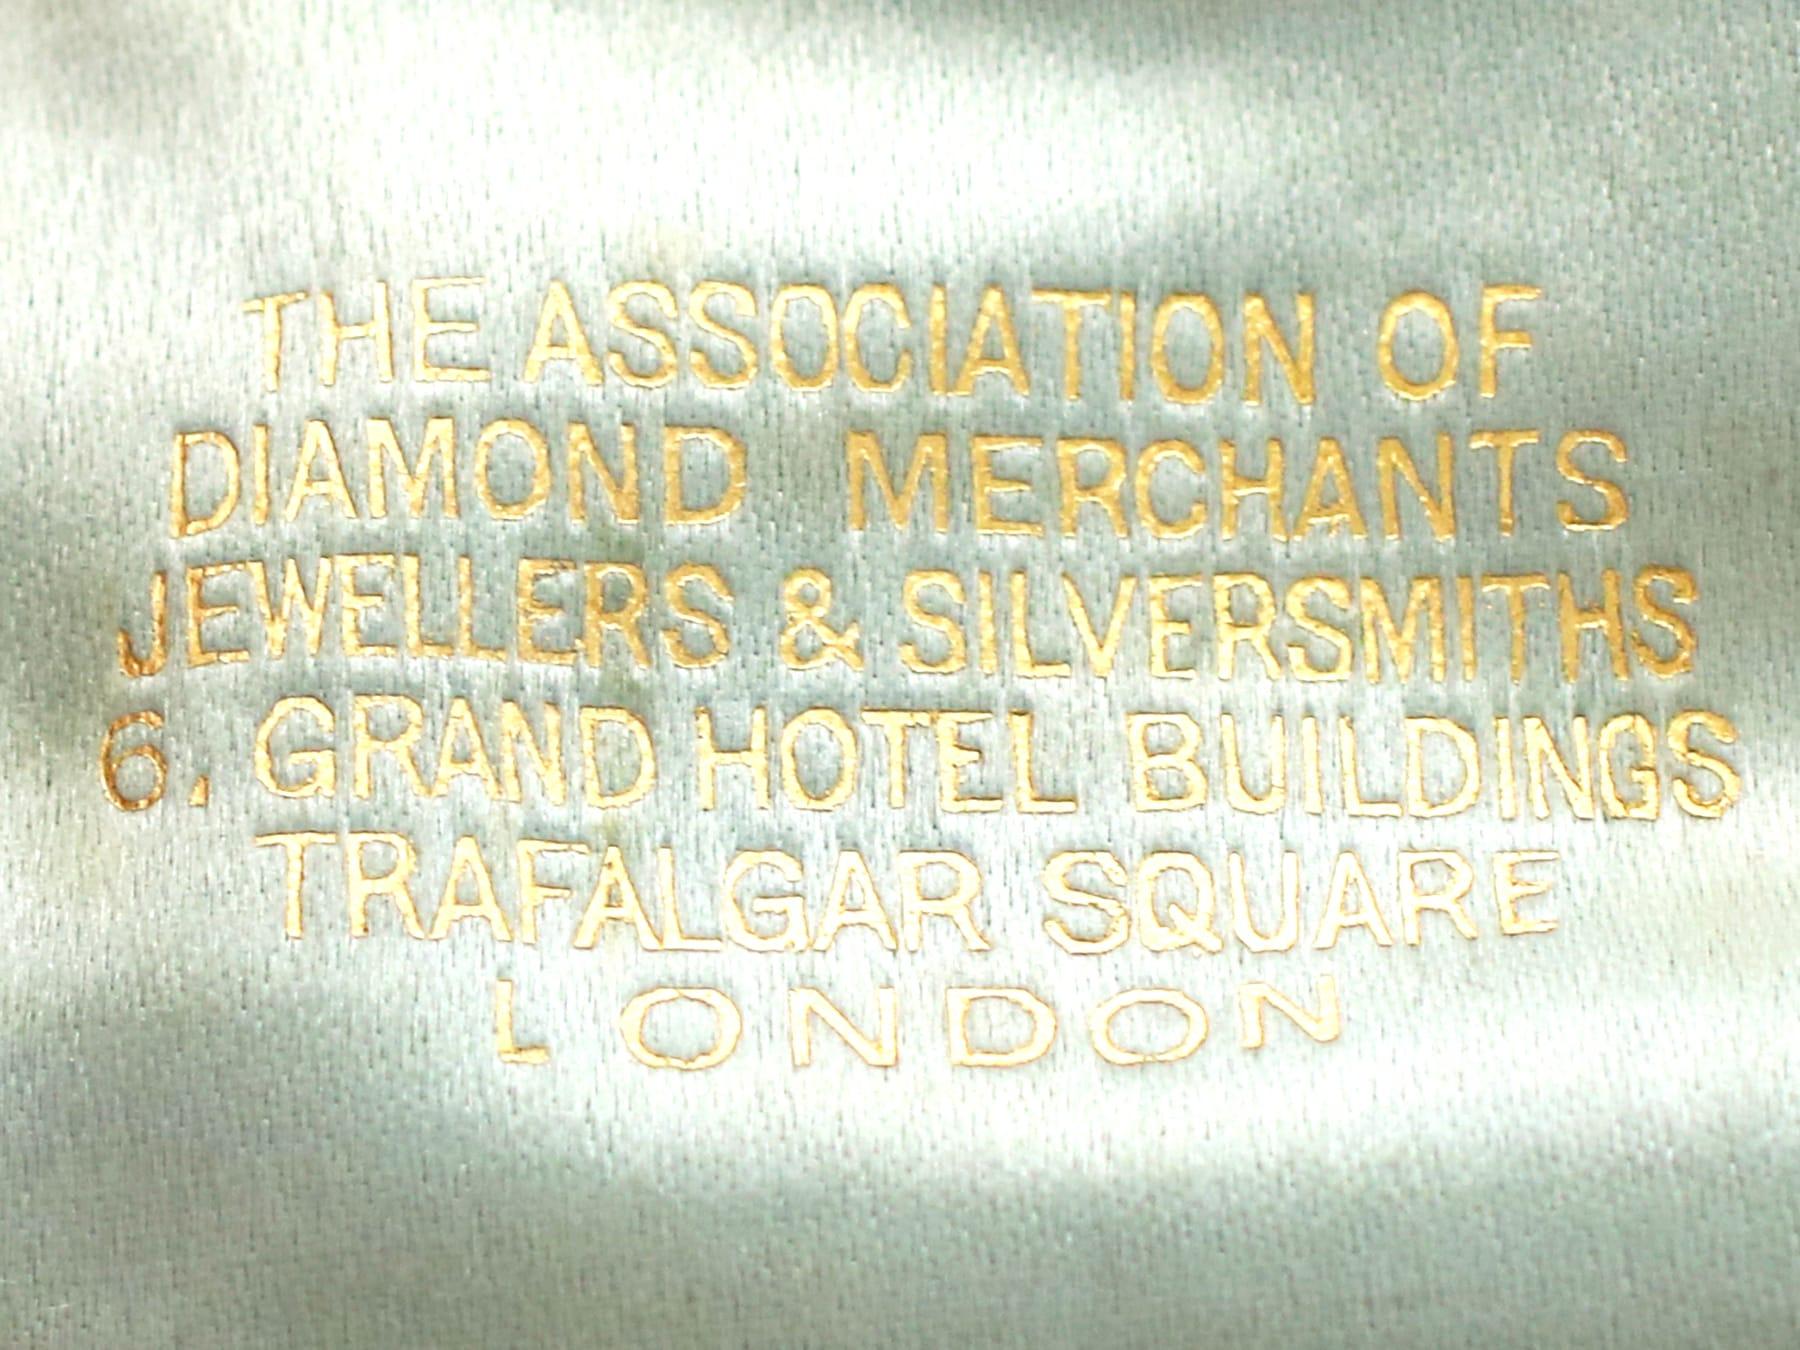 THE ASSOCIATION OF
DIAMOND MERCHANTS
JEWELLERS & SILVERSMITHS
6. GRAND HOTEL BUILDINGS
TRAFALGAR SQUARE
LONDON